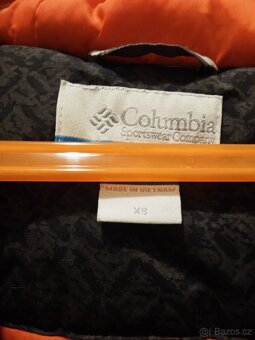 Columbia
Sportswear Company
MADE IN VIETNAM
XS
Bazos.cz